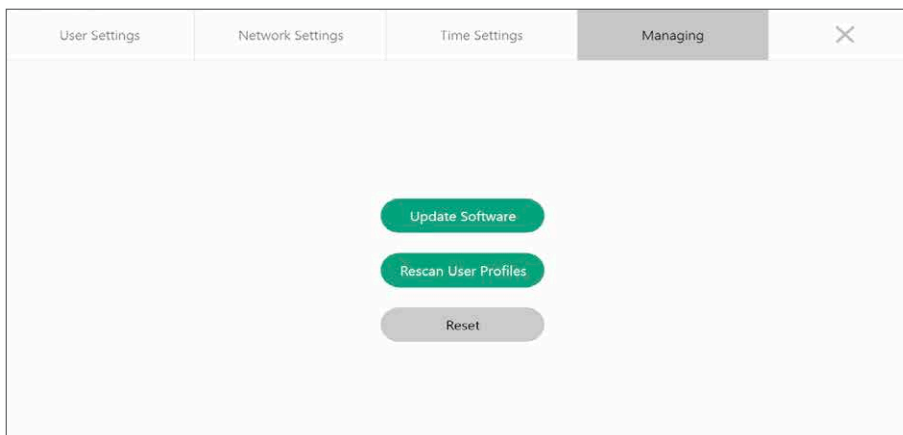 User Settings
Network Settings
Time Settings
Managing
Update Software
Rescan User Profiles
Reset